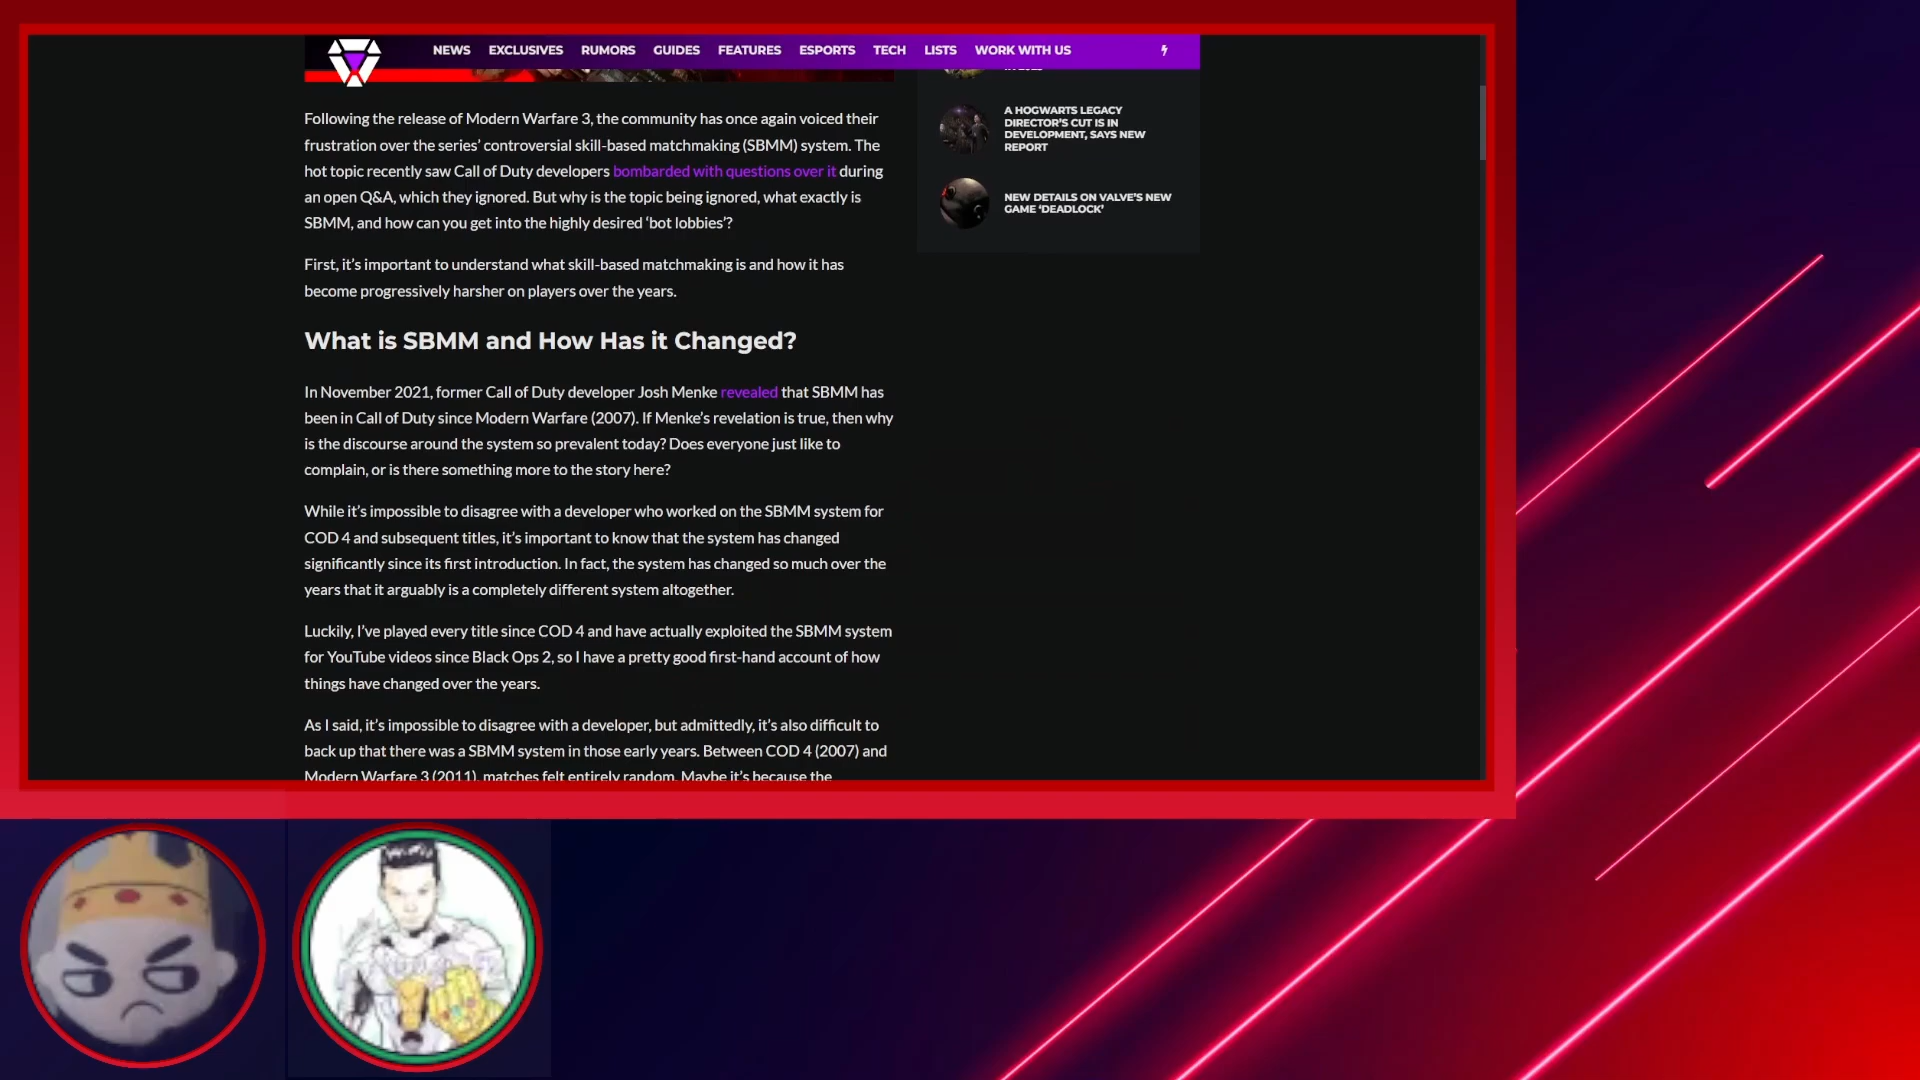 NEWS EXCLUSIVES RUMORS GUIDES FEATURES ESPORTS TECH LISTS WORK WITH US
Following the release of Modern Warfare 3, the community has once again voiced their
frustration over the series’ controversial skill-based matchmaking (SBMM) system. The
hot topic recently saw Call of Duty developers bombarded with questions over it during
an open Q&A, which they ignored. But why is the topic being ignored, what exactly is
SBMM, and how can you get into the highly desired ‘bot lobbies’?
First, it’s important to understand what skill-based matchmaking is and how it has
become progressively harsher on players over the years.
What is SBMM and How Has it Changed?
In November 2021, former Call of Duty developer Josh Menke revealed that SBMM has
been in Call of Duty since Modern Warfare (2007). If Menke’s revelation is true, then why
is the discourse around the system so prevalent today? Does everyone just like to
complain, or is there something more to the story here?
While it’s impossible to disagree with a developer who worked on the SBMM system for
COD 4 and subsequent titles, it’s important to know that the system has changed
significantly since its first introduction. In fact, the system has changed so much over the
years that it arguably is a completely different system altogether.
Luckily, I’ve played every title since COD 4 and have actually exploited the SBMM system
for YouTube videos since Black Ops 2, so I have a pretty good first-hand account of how
things have changed over the years.
As I said, it’s impossible to disagree with a developer, but admittedly, it’s also difficult to
back up that there was a SBMM system in those early years. Between COD 4 (2007) and
Modern Warfare 3 (2011), matches felt entirely random. Maybe it’s because the
A HOGWARTS LEGACY
DIRECTOR’S CUT IS IN
DEVELOPMENT, SAYS NEW
REPORT
NEW DETAILS ON VALVE’S NEW
GAME ‘DEADLOCK’